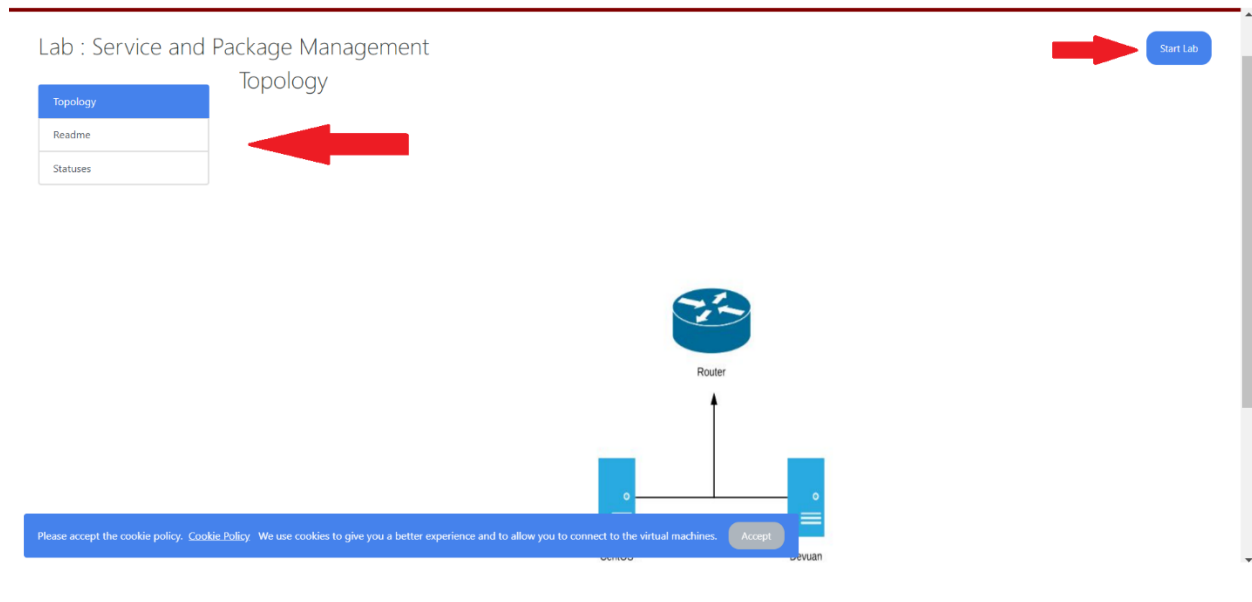 Lab : Service and Package Management
Start Lab
Topology
Topology
Readme
Statuses
Router
Please accept the cookie policy. Cookie Policy We use cookies to give you a better experience and to allow you to connect to the virtual machines. Accept
CentOS Devuan